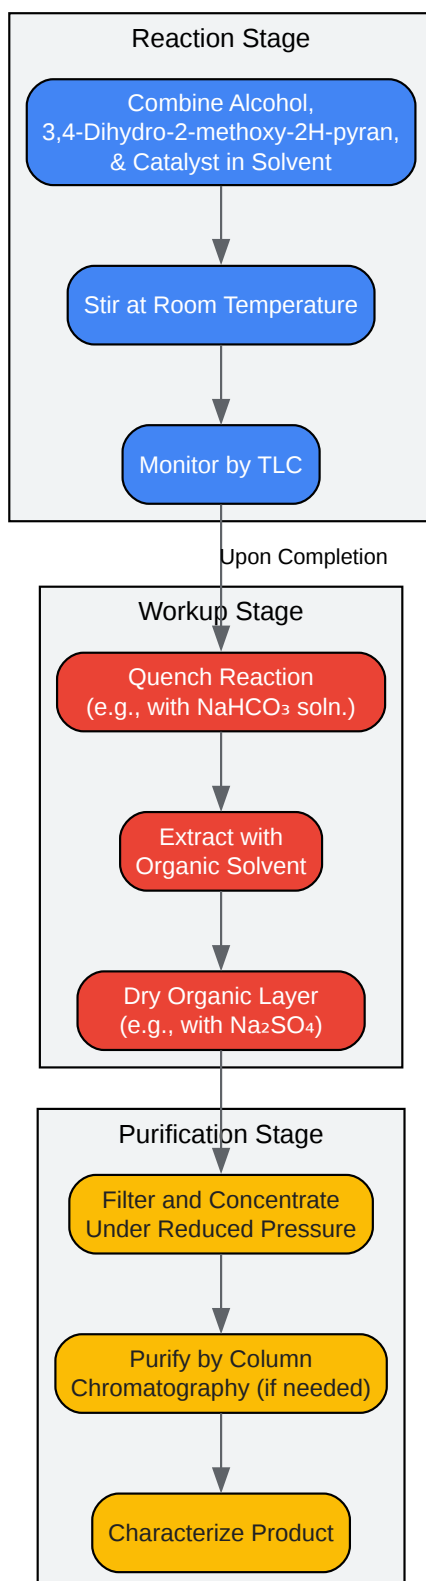 Reaction Stage
Combine Alcohol,
3,4-Dihydro-2-methoxy-2H-pyran,
& Catalyst in Solvent
Stir at Room Temperature
Monitor by TLC
Upon Completion
Workup Stage
Quench Reaction
(e.g., with NaHCO₃ soln.)
Extract with
Organic Solvent
Dry Organic Layer
(e.g., with Na₂SO₄)
Purification Stage
Filter and Concentrate
Under Reduced Pressure
Purify by Column
Chromatography (if needed)
Characterize Product